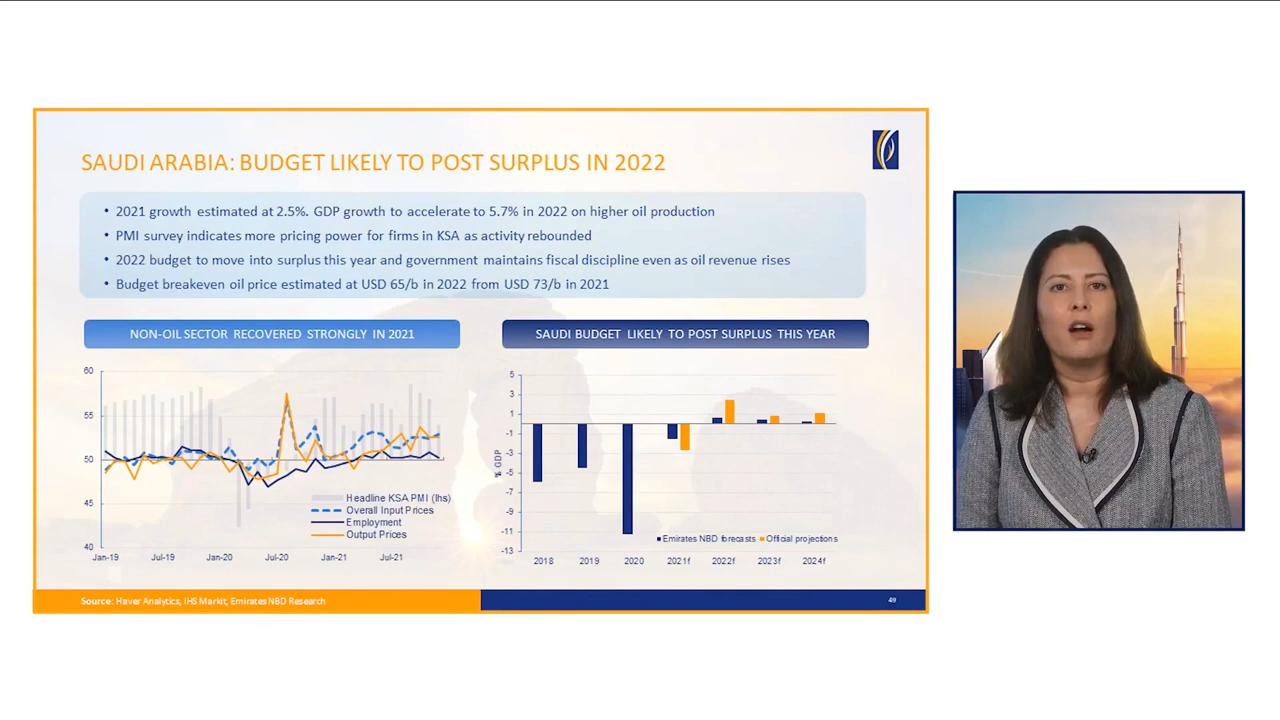 SAUDI ARABIA: BUDGET LIKELY TO POST SURPLUS IN 2022
• 2021 growth estimated at 2.5%. GDP growth to accelerate to 5.7% in 2022 on higher oil production
• PMI survey indicates more pricing power for firms in KSA as activity rebounded
• 2022 budget to move into surplus this year and government maintains fiscal discipline even as oil revenue rises
• Budget breakeven oil price estimated at USD 65/b in 2022 from USD 73/b in 2021
NON-OIL SECTOR RECOVERED STRONGLY IN 2021
60
55
50
45
40
Headline KSA PMI (lhs)
Overall Input Prices
Employment
Output Prices
Jan-19 Jul-19 Jan-20 Jul-20 Jan-21 Jul-21
SAUDI BUDGET LIKELY TO POST SURPLUS THIS YEAR
5
3
1
-1
-3
-5
-7
-9
-11
-13
% GDP
Emirates NBD forecasts Official projections
2018 2019 2020 2021f 2022f 2023f 2024f
Source: Haver Analytics, IHS Markit, Emirates NBD Research
49